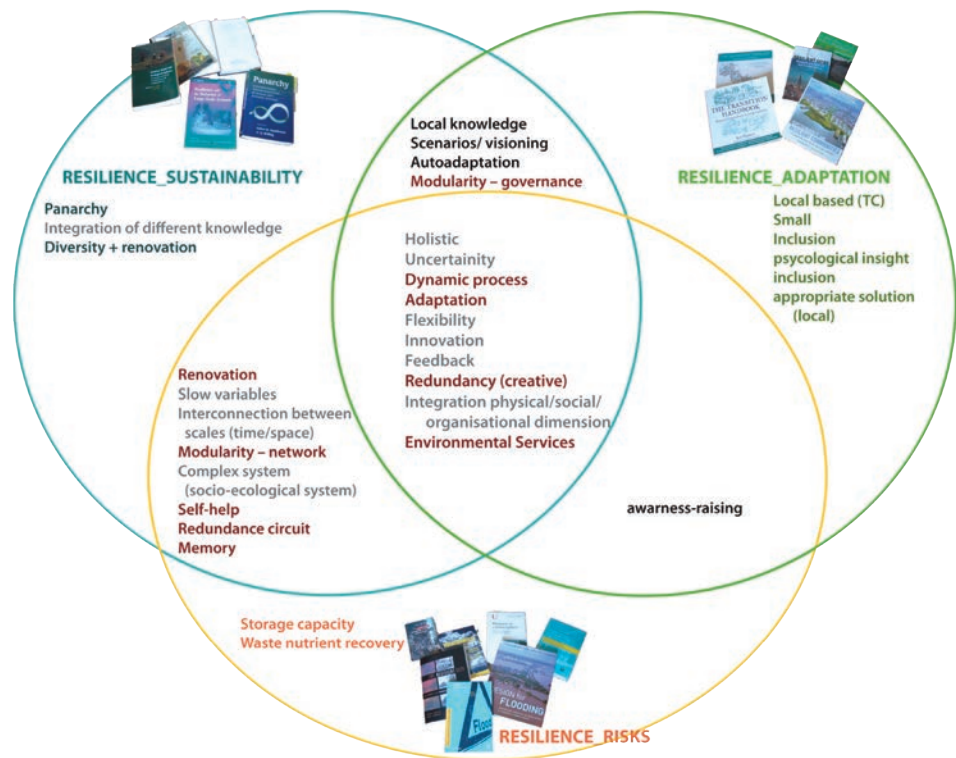 Panarchy
THE TRANSITION
HANDBOOK
RESILIENCE_SUSTAINABILITY
RESILIENCE_ADAPTATION
Local knowledge
Scenarios/ visioning
Autoadaptation
Modularity – governance
Panarchy
Integration of different knowledge
Diversity + renovation
Local based (TC)
Small
Inclusion
psycological insight
inclusion
appropriate solution
(local)
Holistic
Uncertainity
Dynamic process
Adaptation
Flexibility
Innovation
Feedback
Redundancy (creative)
Integration physical/social/
organisational dimension
Environmental Services
Renovation
Slow variables
Interconnection between
scales (time/space)
Modularity – network
Complex system
(socio-ecological system)
Self-help
Redundance circuit
Memory
awarness-raising
Storage capacity
Waste nutrient recovery
FLOODING
Flood
RESILIENCE_RISKS